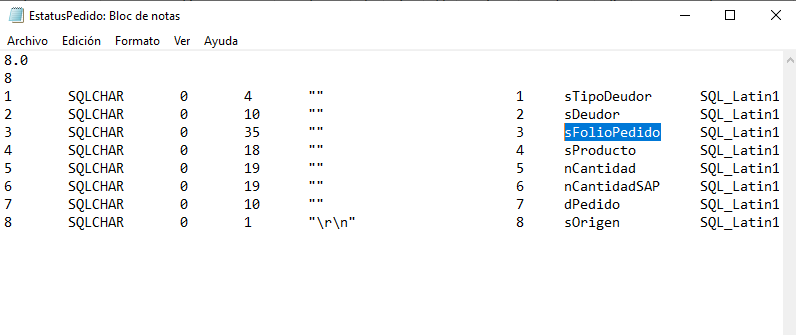 EstatusPedido: Bloc de notas
Archivo Edición Formato Ver Ayuda
8.0
8
1 SQLCHAR 0 4 "" 1 sTipoDeudor SQL_Latin1
2 SQLCHAR 0 10 "" 2 sDeudor SQL_Latin1
3 SQLCHAR 0 35 "" 3 sFolioPedido SQL_Latin1
4 SQLCHAR 0 18 "" 4 sProducto SQL_Latin1
5 SQLCHAR 0 19 "" 5 nCantidad SQL_Latin1
6 SQLCHAR 0 19 "" 6 nCantidadSAP SQL_Latin1
7 SQLCHAR 0 10 "" 7 dPedido SQL_Latin1
8 SQLCHAR 0 1 "\r\n" 8 sOrigen SQL_Latin1